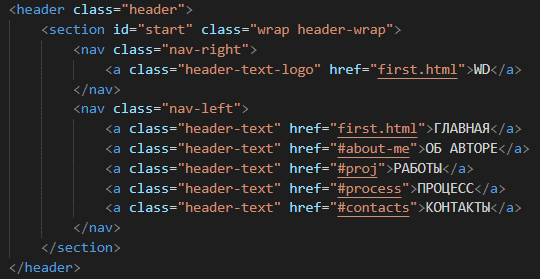 <header class="header">
<section id="start" class="wrap header-wrap">
<nav class="nav-right">
<a class="header-text-logo" href="first.html">WD</a>
</nav>
<nav class="nav-left">
<a class="header-text" href="first.html">ГЛАВНАЯ</a>
<a class="header-text" href="#about-me">ОБ АВТОРЕ</a>
<a class="header-text" href="#proj">РАБОТЫ</a>
<a class="header-text" href="#process">ПРОЦЕСС</a>
<a class="header-text" href="#contacts">КОНТАКТЫ</a>
</nav>
</section>
</header>